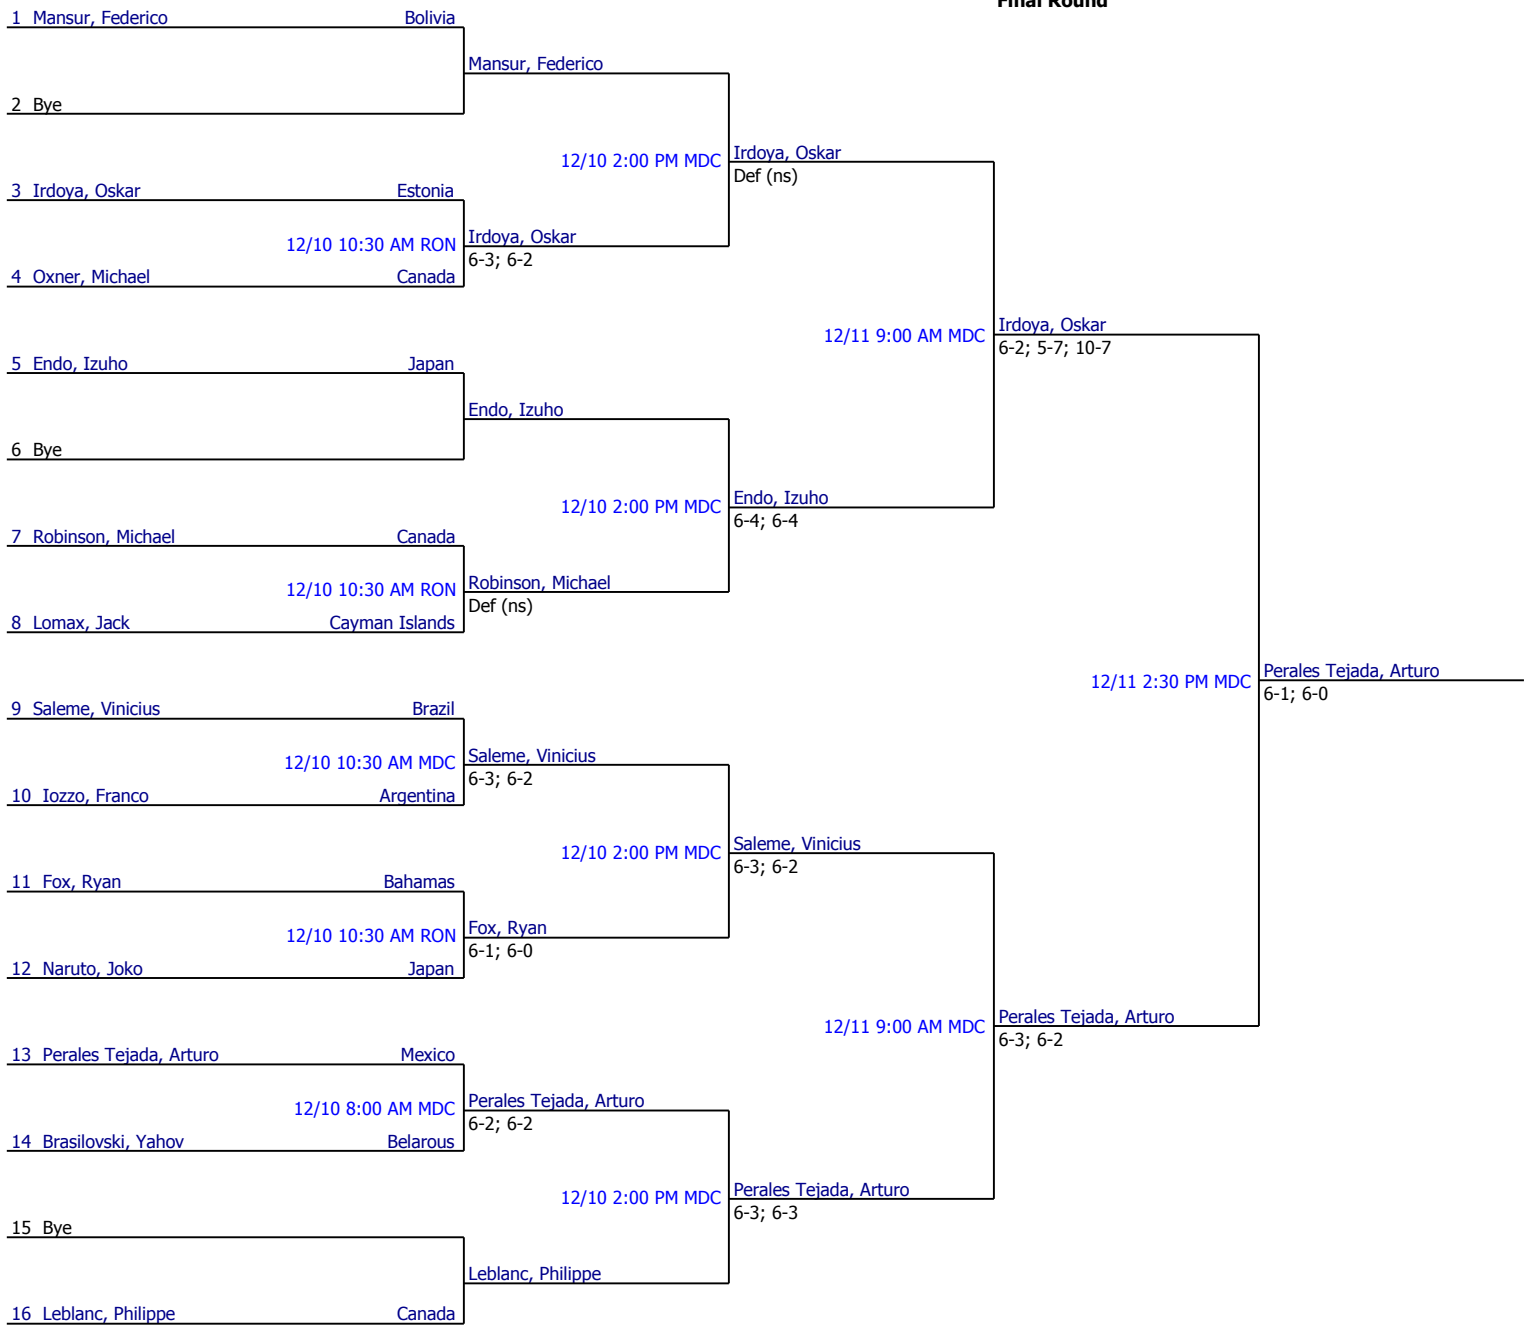 Final Round
1 Mansur, Federico Bolivia
Mansur, Federico
2 Bye
12/10 2:00 PM MDC Irdoya, Oskar
Def (ns)
3 Irdoya, Oskar Estonia
12/10 10:30 AM RON Irdoya, Oskar
6-3; 6-2
4 Oxner, Michael Canada
12/11 9:00 AM MDC Irdoya, Oskar
6-2; 5-7; 10-7
5 Endo, Izuho Japan
Endo, Izuho
6 Bye
12/10 2:00 PM MDC Endo, Izuho
6-4; 6-4
7 Robinson, Michael Canada
12/10 10:30 AM RON Robinson, Michael
Def (ns)
8 Lomax, Jack Cayman Islands
12/11 2:30 PM MDC Perales Tejada, Arturo
6-1; 6-0
9 Saleme, Vinicius Brazil
12/10 10:30 AM MDC Saleme, Vinicius
6-3; 6-2
10 Iozzo, Franco Argentina
12/10 2:00 PM MDC Saleme, Vinicius
6-3; 6-2
11 Fox, Ryan Bahamas
12/10 10:30 AM RON Fox, Ryan
6-1; 6-0
12 Naruto, Joko Japan
12/11 9:00 AM MDC Perales Tejada, Arturo
6-3; 6-2
13 Perales Tejada, Arturo Mexico
12/10 8:00 AM MDC Perales Tejada, Arturo
6-2; 6-2
14 Brasilovski, Yahov Belarous
12/10 2:00 PM MDC Perales Tejada, Arturo
6-3; 6-3
15 Bye
Leblanc, Philippe
16 Leblanc, Philippe Canada